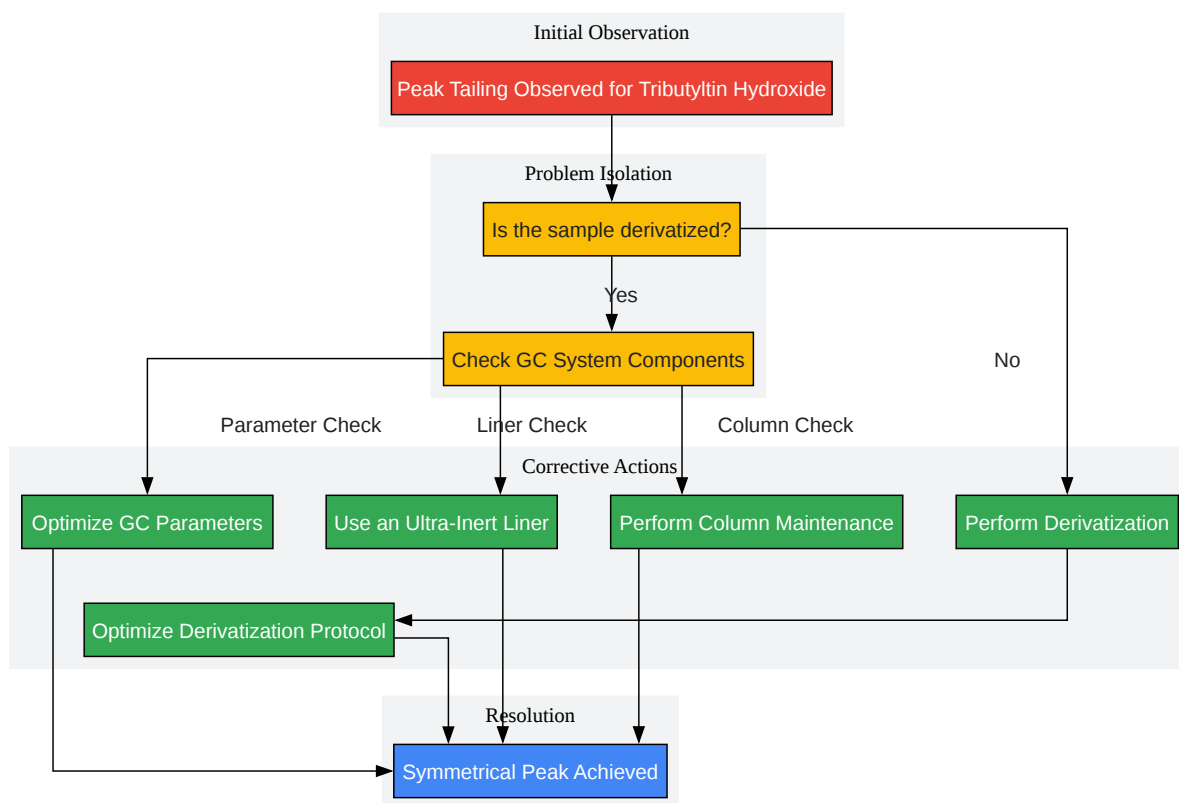 Initial Observation
Peak Tailing Observed for Tributyltin Hydroxide
Problem Isolation
Is the sample derivatized?
Yes
Check GC System Components
No
Parameter Check
Liner Check
Column Check
Corrective Actions
Optimize GC Parameters
Use an Ultra-Inert Liner
Perform Column Maintenance
Perform Derivatization
Optimize Derivatization Protocol
Resolution
Symmetrical Peak Achieved